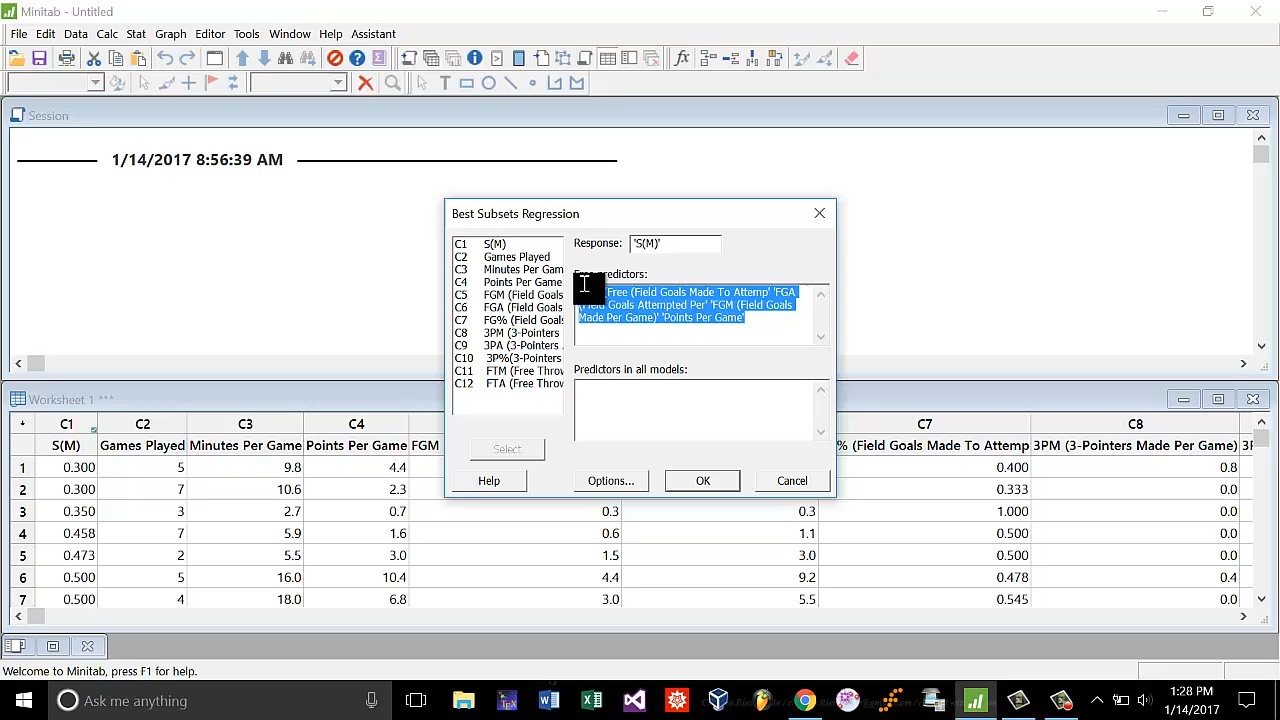 Minitab - Untitled
File Edit Data Calc Stat Graph Editor Tools Window Help Assistant
Session
1/14/2017 8:56:39 AM
Best Subsets Regression
C1 S(M)
C2 Games Played
C3 Minutes Per Gam
C4 Points Per Game
C5 FGM (Field Goals
C6 FGA (Field Goals
C7 FG% (Field Goals
C8 3PM (3-Pointers
C9 3PA (3-Pointers
C10 3P%(3-Pointers
C11 FTM (Free Throw
C12 FTA (Free Throw
Response: 'S(M)'
predictors:
(Field Goals Made To Attemp' 'FGA
(Field Goals Attempted Per' 'FGM (Field Goals
Made Per Game)' 'Points Per Game'
Predictors in all models:
Select
Help Options... OK Cancel
Worksheet 1 ***
C1 C2 C3 C4 C7 C8
S(M) Games Played Minutes Per Game Points Per Game FGM % (Field Goals Made To Attemp 3PM (3-Pointers Made Per Game)
1 0.300 5 9.8 4.4 0.400 0.8
2 0.300 7 10.6 2.3 0.333 0.0
3 0.350 3 2.7 0.7 0.3 0.3 1.000 0.0
4 0.458 7 5.9 1.6 0.6 1.1 0.500 0.0
5 0.473 2 5.5 3.0 1.5 3.0 0.500 0.0
6 0.500 5 16.0 10.4 4.4 9.2 0.478 0.4
7 0.500 4 18.0 6.8 3.0 5.5 0.545 0.0
Welcome to Minitab, press F1 for help.
Ask me anything
1:28 PM
1/14/2017